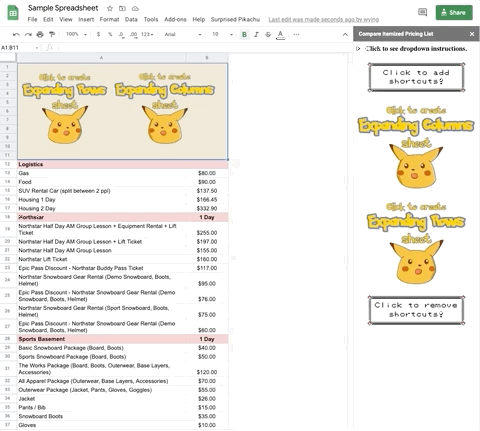 Sample Spreadsheet
File Edit View Insert Format Data Tools Add-ons Help Surprised Pikachu Last edit was made seconds ago by
Share
100% $ % .0 .00 123 Arial 10 B I S A
A1:B11
Compare Itemized Pricing List
Click to see dropdown instructions.
A B
Click to create
Expanding Rows
sheet
Click to create
Expanding Columns
sheet
12 Logistics
13 Gas $80.00
14 Food $90.00
15 SUV Rental Car (split between 2 ppl) $137.50
16 Housing 1 Day $166.45
17 Housing 2 Day $332.90
18 Northstar 1 Day
Northstar Half Day AM Group Lesson + Equipment Rental + Lift
19 Ticket $255.00
20 Northstar Half Day AM Group Lesson + Lift Ticket $197.00
21 Northstar Half Day AM Group Lesson $155.00
22 Northstar Lift Ticket $160.00
23 Epic Pass Discount - Northstar Buddy Pass Ticket $117.00
Northstar Snowboard Gear Rental (Demo Snowboard, Boots,
24 Helmet) $95.00
Epic Pass Discount - Northstar Snowboard Gear Rental (Demo
25 Snowboard, Boots, Helmet) $76.00
Northstar Snowboard Gear Rental (Sport Snowboard, Boots,
26 Helmet) $75.00
Epic Pass Discount - Northstar Snowboard Gear Rental (Demo
27 Snowboard, Boots, Helmet) $60.00
28 Sports Basement 1 Day
29 Basic Snowboard Package (Board, Boots) $40.00
30 Sports Snowboard Package (Board, Boots) $50.00
The Works Package (Board, Boots, Outerwear, Base Layers,
31 Accessories) $120.00
32 All Apparel Package (Outerwear, Base Layers, Accessories) $70.00
33 Outerwear Package (Jacket, Pants, Gloves, Goggles) $55.00
34 Jacket $26.00
35 Pants / Bib $15.00
36 Snowboard Boots $35.00
37 Gloves $10.00
Click to add
shortcuts?
Click to create
Expanding Columns
sheet
Click to create
Expanding Rows
sheet
Click to remove
shortcuts?